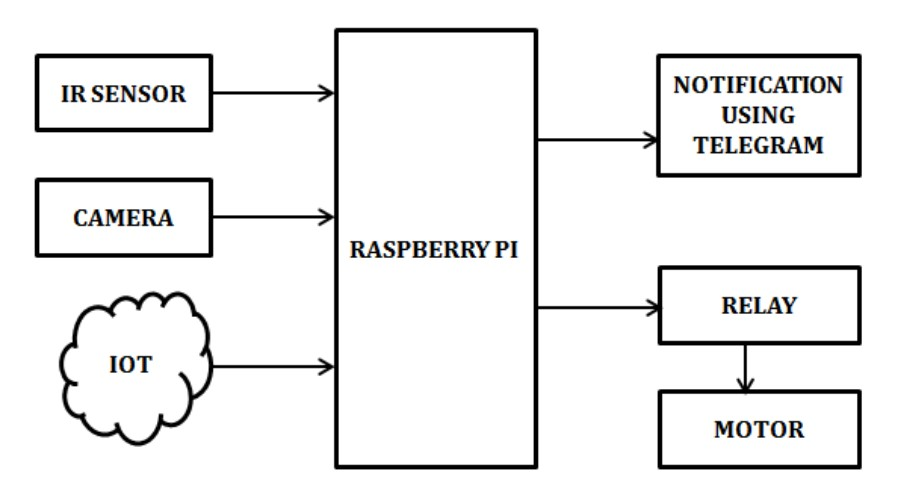 IR SENSOR
CAMERA
IOT
RASPBERRY PI
NOTIFICATION
USING
TELEGRAM
RELAY
MOTOR